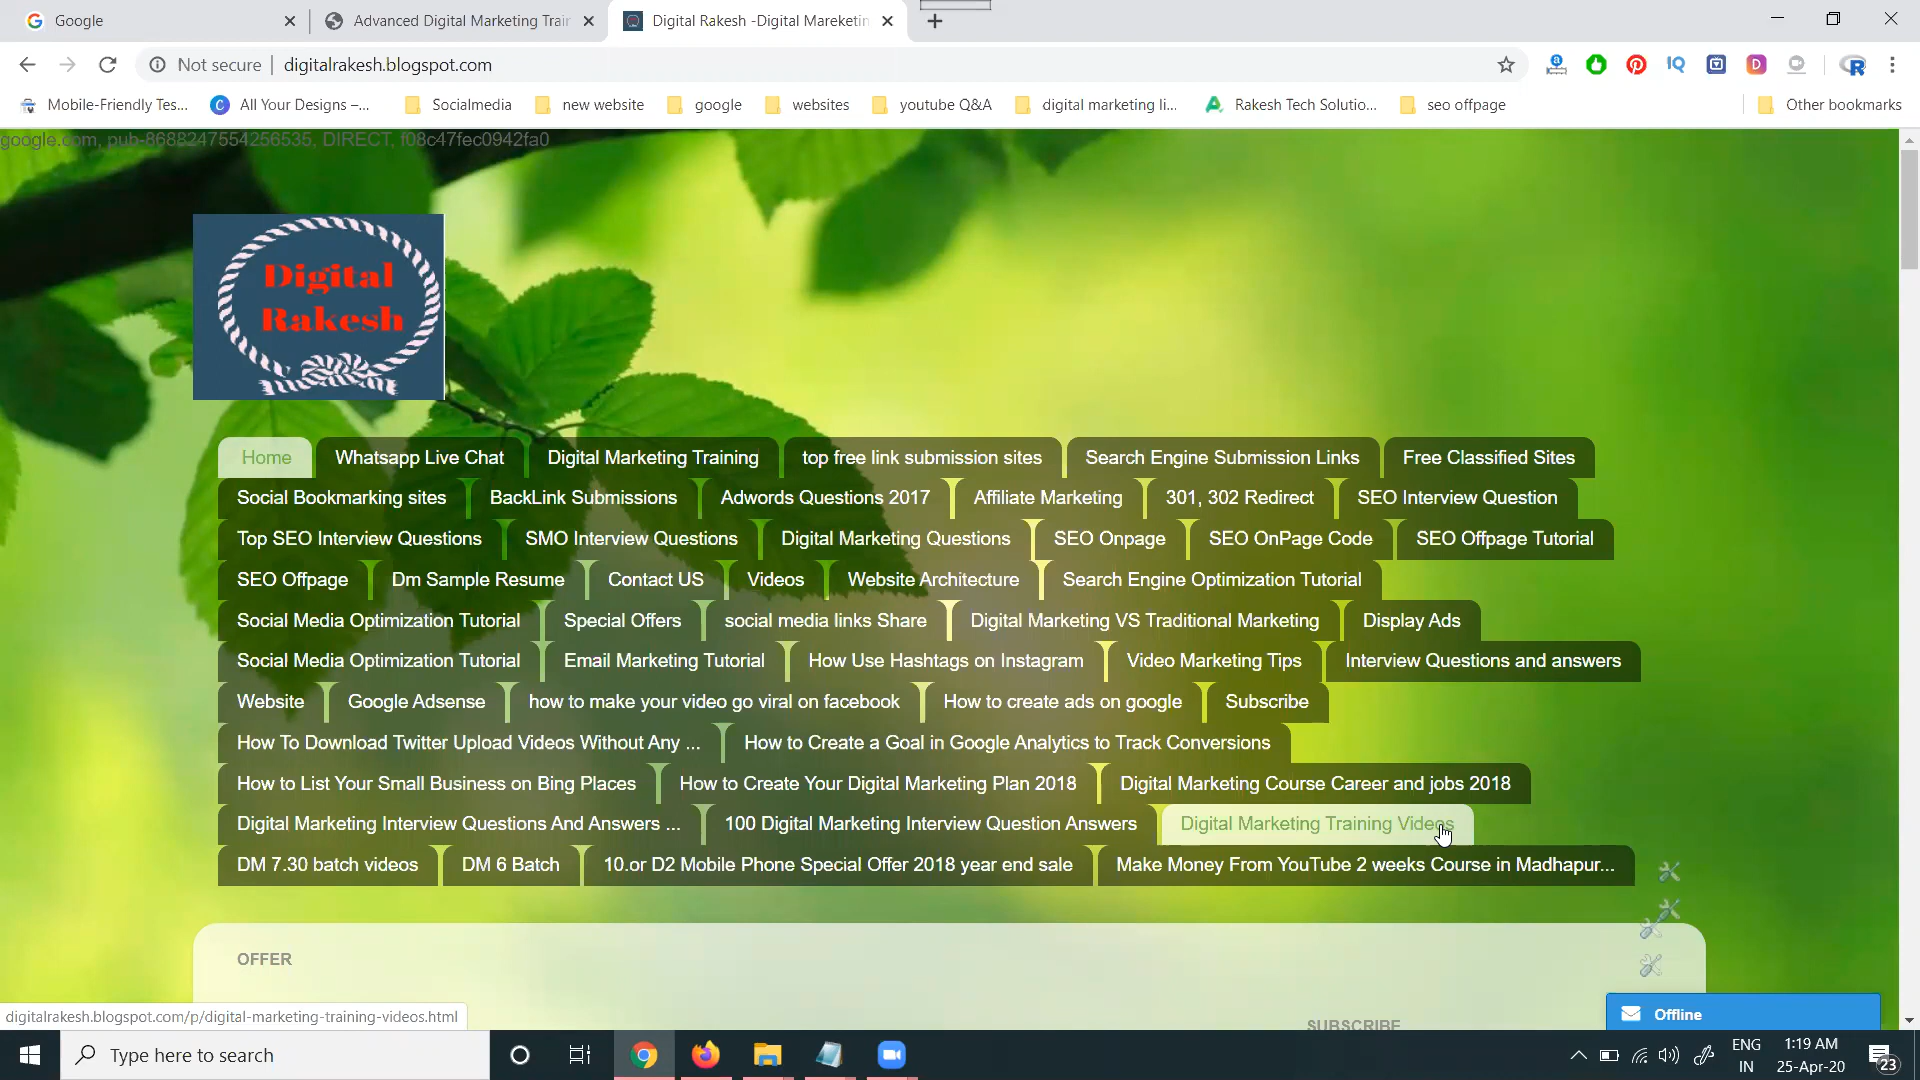 Google
Advanced Digital Marketing Trair
Digital Rakesh -Digital Mareketin
Not secure
digitalrakesh.blogspot.com
Mobile-Friendly Tes...
All Your Designs –...
Socialmedia
new website
google
websites
youtube Q&A
digital marketing li...
Rakesh Tech Solutio...
seo offpage
Other bookmarks
google.com, pub-8688247554256535, DIRECT, f08c47fec0942fa0
Digital
Rakesh
Home Whatsapp Live Chat Digital Marketing Training top free link submission sites Search Engine Submission Links Free Classified Sites
Social Bookmarking sites BackLink Submissions Adwords Questions 2017 Affiliate Marketing 301, 302 Redirect SEO Interview Question
Top SEO Interview Questions SMO Interview Questions Digital Marketing Questions SEO Onpage SEO OnPage Code SEO Offpage Tutorial
SEO Offpage Dm Sample Resume Contact US Videos Website Architecture Search Engine Optimization Tutorial
Social Media Optimization Tutorial Special Offers social media links Share Digital Marketing VS Traditional Marketing Display Ads
Social Media Optimization Tutorial Email Marketing Tutorial How Use Hashtags on Instagram Video Marketing Tips Interview Questions and answers
Website Google Adsense how to make your video go viral on facebook How to create ads on google Subscribe
How To Download Twitter Upload Videos Without Any ... How to Create a Goal in Google Analytics to Track Conversions
How to List Your Small Business on Bing Places How to Create Your Digital Marketing Plan 2018 Digital Marketing Course Career and jobs 2018
Digital Marketing Interview Questions And Answers ... 100 Digital Marketing Interview Question Answers Digital Marketing Training Videos
DM 7.30 batch videos DM 6 Batch 10.or D2 Mobile Phone Special Offer 2018 year end sale Make Money From YouTube 2 weeks Course in Madhapur...
OFFER
SUBSCRIBE
Offline
digitalrakesh.blogspot.com/p/digital-marketing-training-videos.html
Type here to search
ENG
IN
1:19 AM
25-Apr-20
23